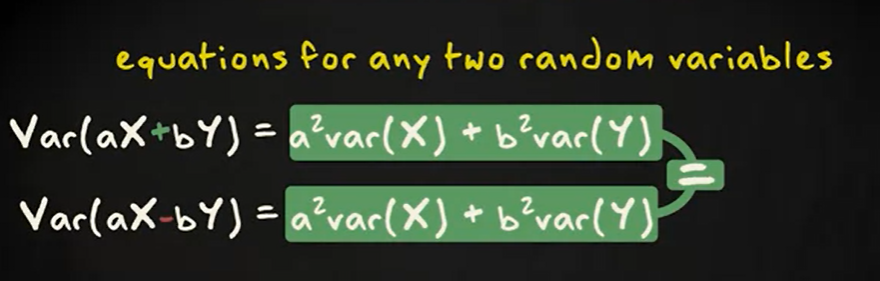 equations for any two random variables
Var(aX+bY) = a²var(X) + b²var(Y)
=
Var(aX-bY) = a²var(X) + b²var(Y)